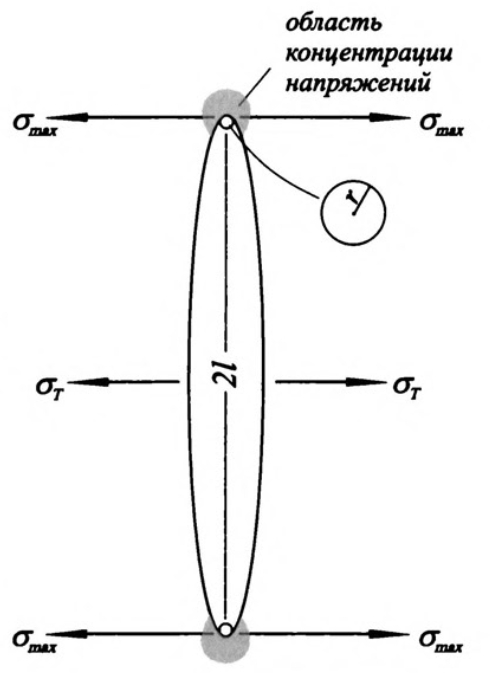 область
концентрации
напряжений
σmax
σmax
r
2l
σT
σT
σmax
σmax